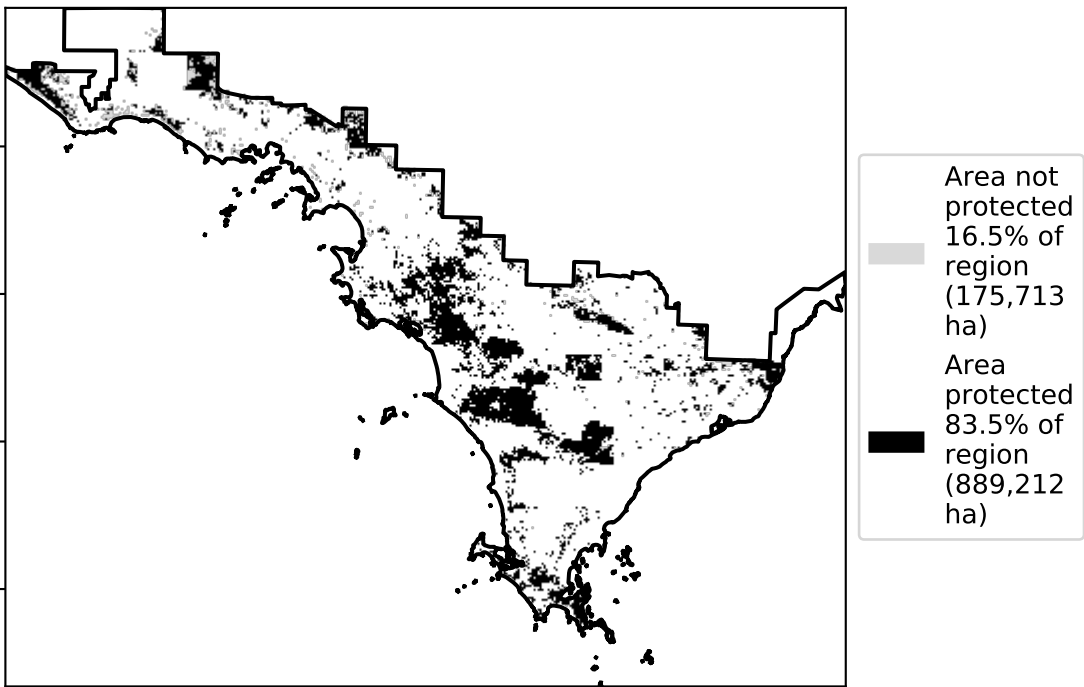 Area not
protected
16.5% of
region
(175,713
ha)
Area
protected
83.5% of
region
(889,212
ha)